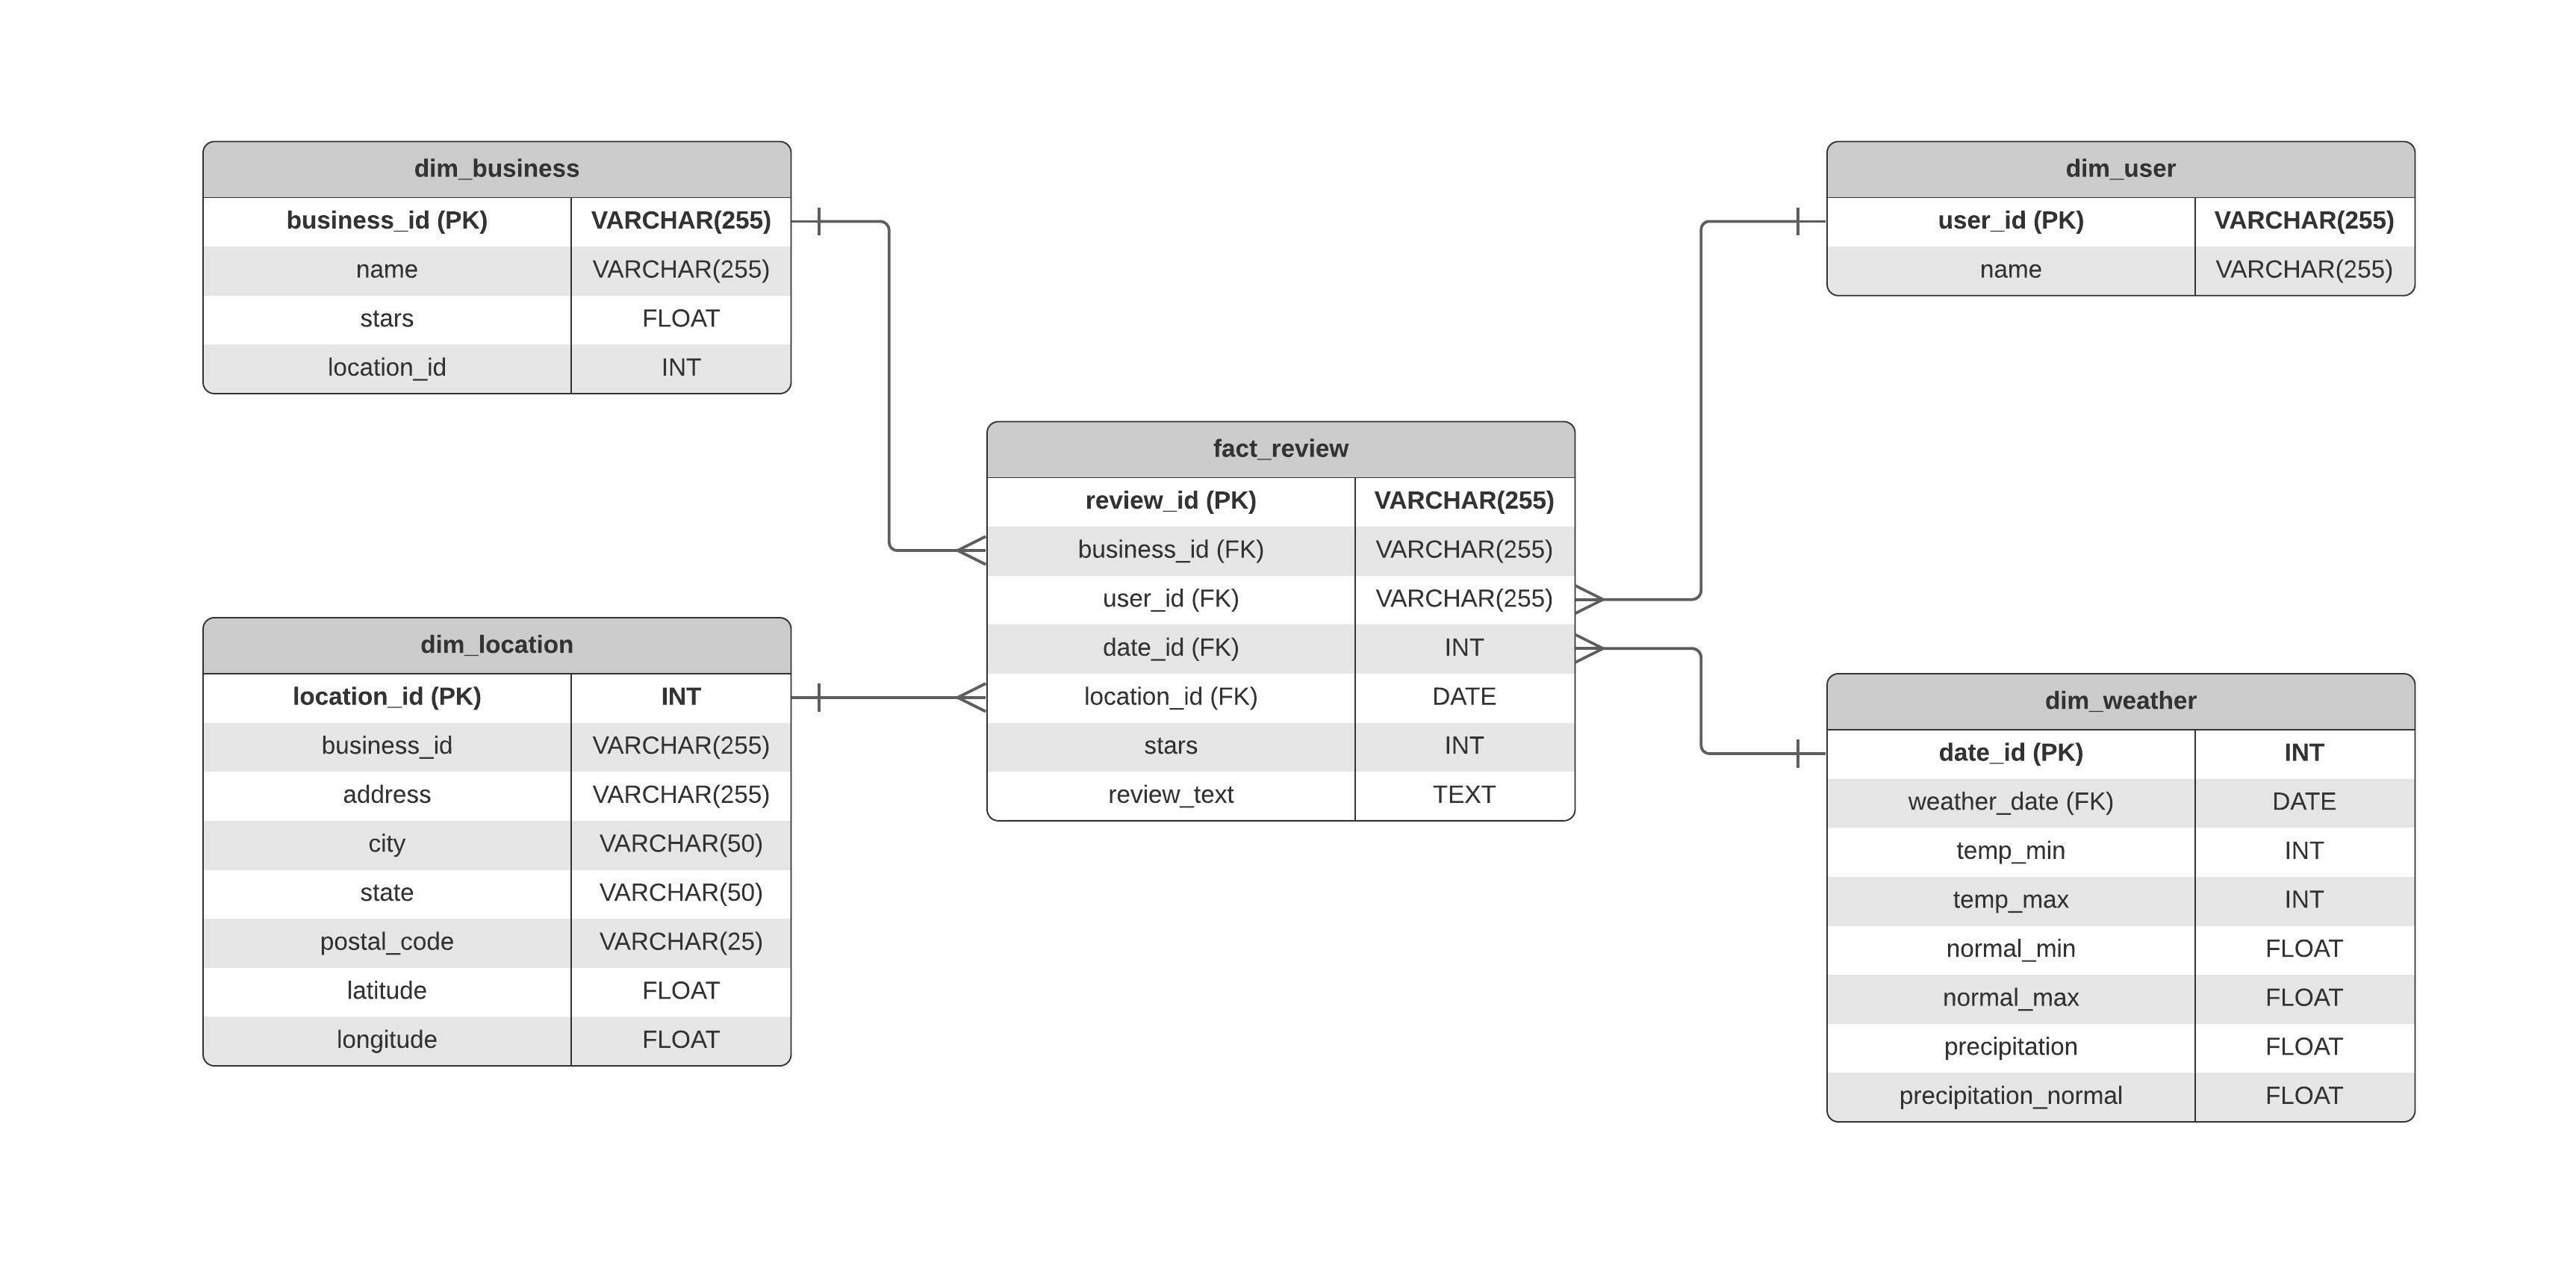 dim_business
business_id (PK) VARCHAR(255)
name VARCHAR(255)
stars FLOAT
location_id INT
dim_user
user_id (PK) VARCHAR(255)
name VARCHAR(255)
fact_review
review_id (PK) VARCHAR(255)
business_id (FK) VARCHAR(255)
user_id (FK) VARCHAR(255)
date_id (FK) INT
location_id (FK) DATE
stars INT
review_text TEXT
dim_location
location_id (PK) INT
business_id VARCHAR(255)
address VARCHAR(255)
city VARCHAR(50)
state VARCHAR(50)
postal_code VARCHAR(25)
latitude FLOAT
longitude FLOAT
dim_weather
date_id (PK) INT
weather_date (FK) DATE
temp_min INT
temp_max INT
normal_min FLOAT
normal_max FLOAT
precipitation FLOAT
precipitation_normal FLOAT